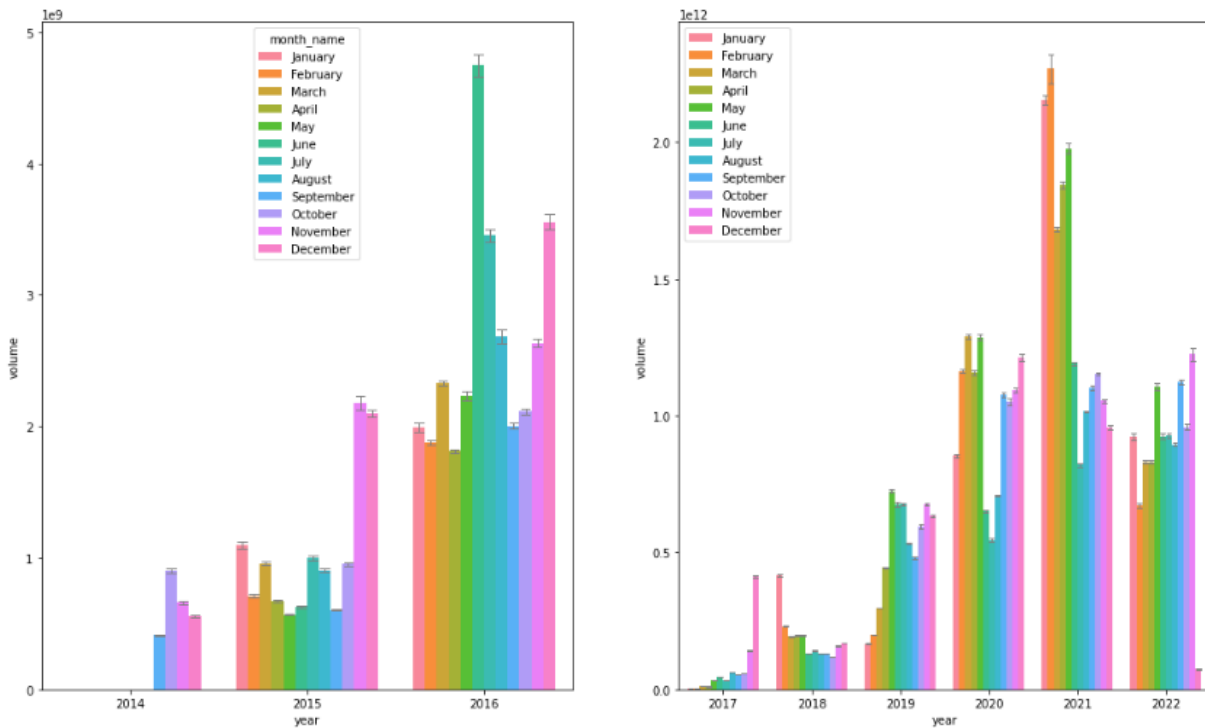 1e9
month_name
January
February
March
April
May
June
July
August
September
October
November
December
5
4
3
2
1
0
volume
2014 2015 2016
year
1e12
January
February
March
April
May
June
July
August
September
October
November
December
2.0
1.5
1.0
0.5
0.0
volume
2017 2018 2019 2020 2021 2022
year